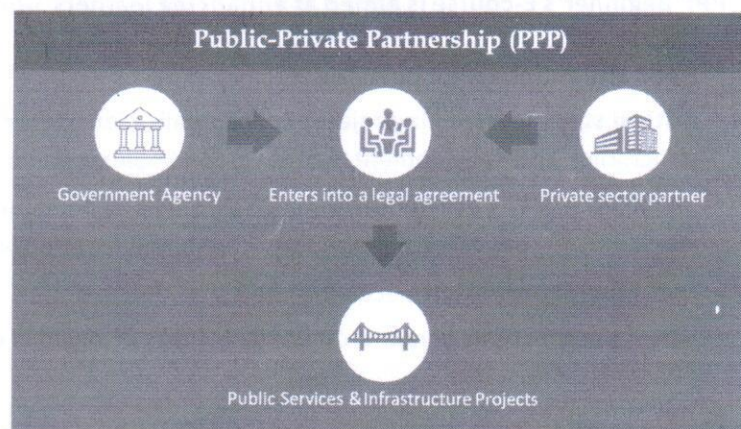 Public-Private Partnership (PPP)
Government Agency
Enters into a legal agreement
Private sector partner
Public Services & Infrastructure Projects